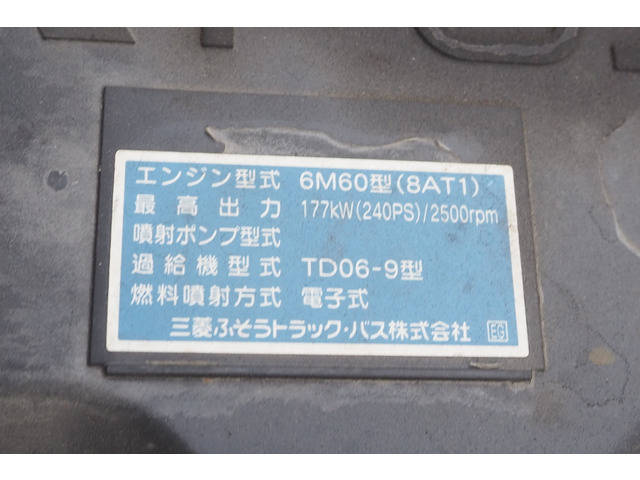 エンジン型式 6M60型(8AT1)
最高出力 177kW(240PS)/2500rpm
噴射ポンプ型式
過給機型式 TD06-9型
燃料噴射方式 電子式
三菱ふそうトラック・バス株式会社 EG